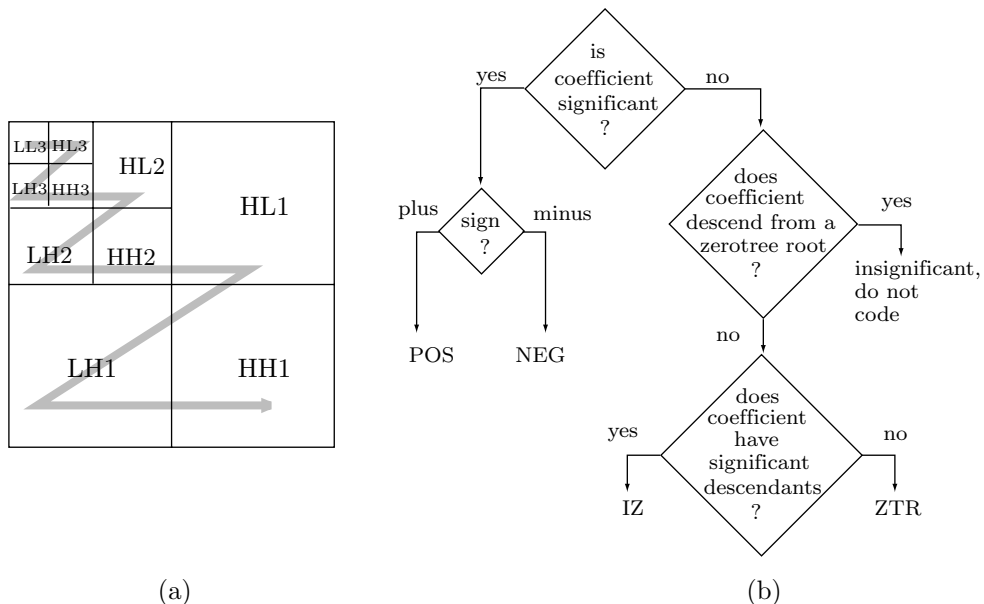 LL3 HL3
LH3 HH3
HL2
LH2
HH2
HL1
LH1
HH1
(a)
is
coefficient
significant
?
yes
no
sign
?
plus
minus
POS
NEG
does
coefficient
descend from a
zerotree root
?
yes
insignificant,
do not
code
no
does
coefficient
have
significant
descendants
?
yes
no
IZ
ZTR
(b)